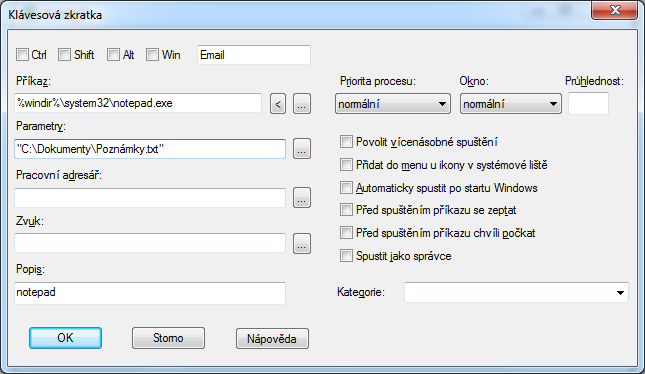 Klávesová zkratka
Ctrl Shift Alt Win Email
Příkaz: Priorita procesu: Okno: Průhlednost:
%windir%\system32\notepad.exe < ... normální normální
Parametry:
"C:\Dokumenty\Poznámky.txt" ...
Povolit vícenásobné spuštění
Přidat do menu u ikony v systémové liště
Pracovní adresář:
...
Automaticky spustit po startu Windows
Před spuštěním příkazu se zeptat
Zvuk:
...
Před spuštěním příkazu chvíli počkat
Spustit jako správce
Popis:
notepad
Kategorie:
OK Storno Nápověda